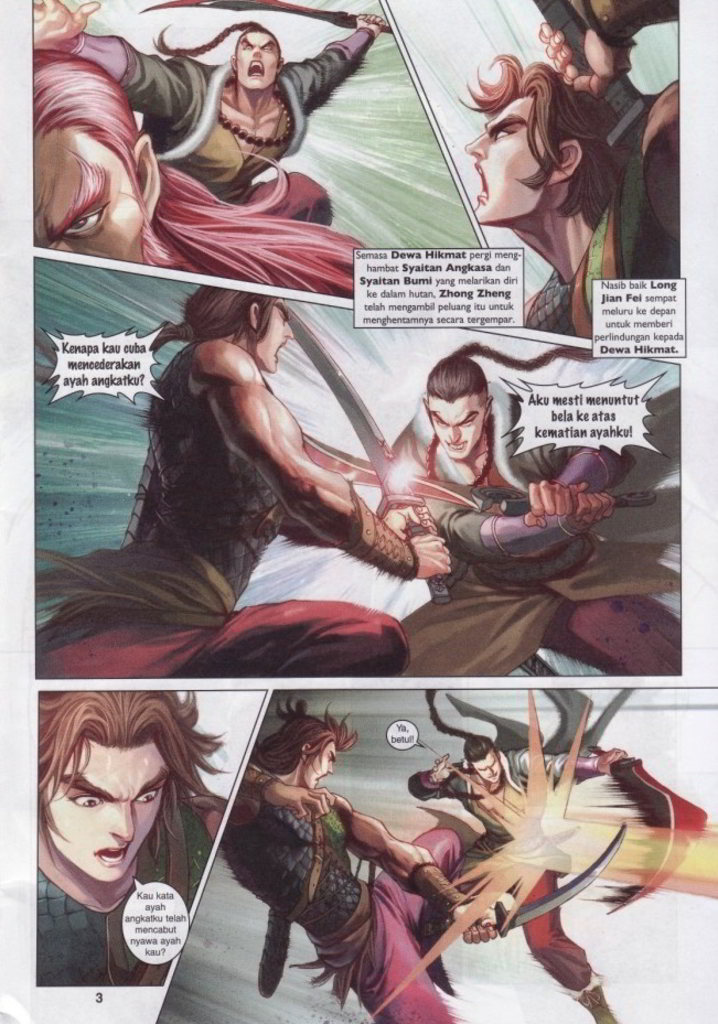 Semasa Dewa Hikmat pergi meng-
hambat Syaitan Angkasa dan
Syaitan Bumi yang melarikan diri
ke dalam hutan, Zhong Zheng
telah mengambil peluang itu untuk
menghentamnya secara tergempar.
Nasib baik Long
Jian Fei sempat
meluru ke depan
untuk memberi
perlindungan kepada
Dewa Hikmat.
Kenapa kau cuba
mencederakan
ayah angkatku?
Aku mesti menuntut
bela ke atas
kematian ayahku!
Kau kata
ayah
angkatku telah
mencabut
nyawa ayah
kau?
Ya,
betul!
3